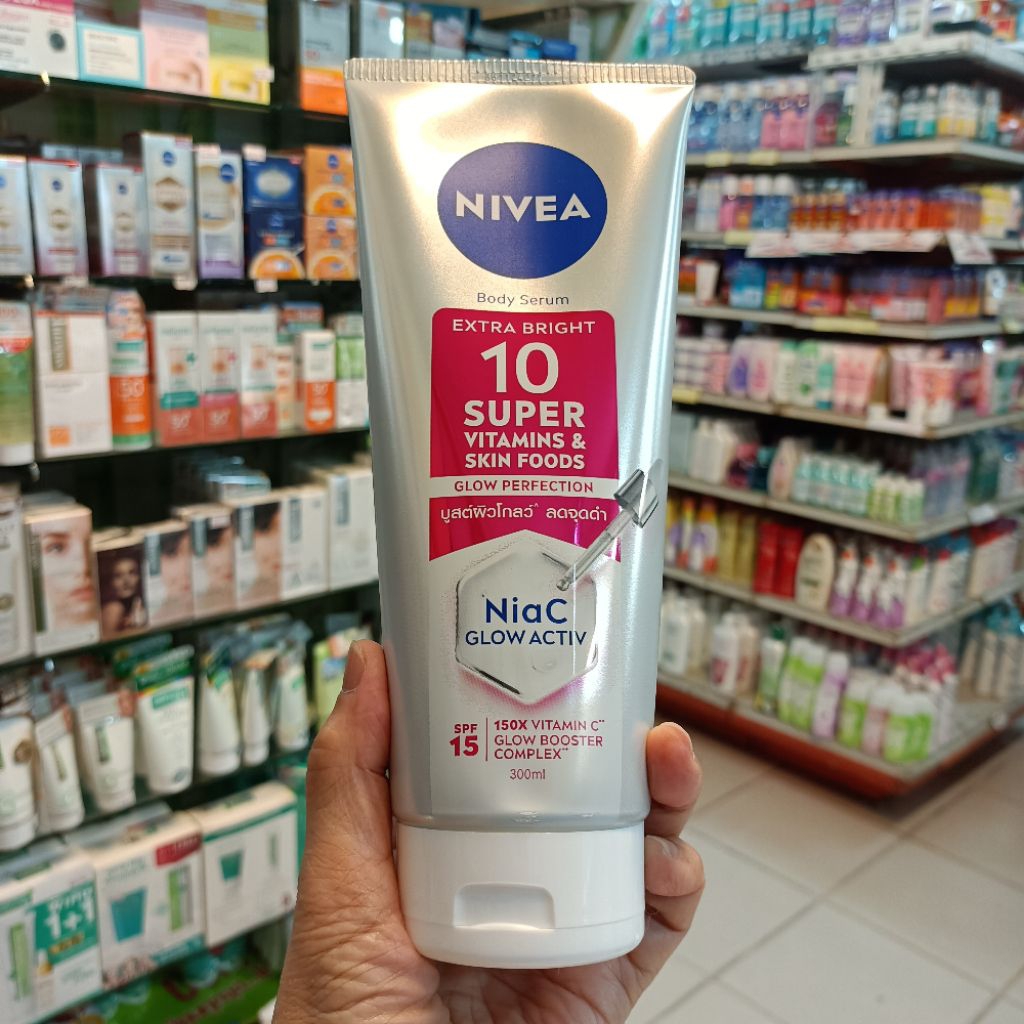 NIVEA
Body Serum
EXTRA BRIGHT
10
SUPER
VITAMINS &
SKIN FOODS
GLOW PERFECTION
บูสต์ผิวโกลว์^ ลดจุดดำ
NiaC
GLOW ACTIV
SPF
15
150X VITAMIN C**
GLOW BOOSTER
COMPLEX**
300ml
1+1